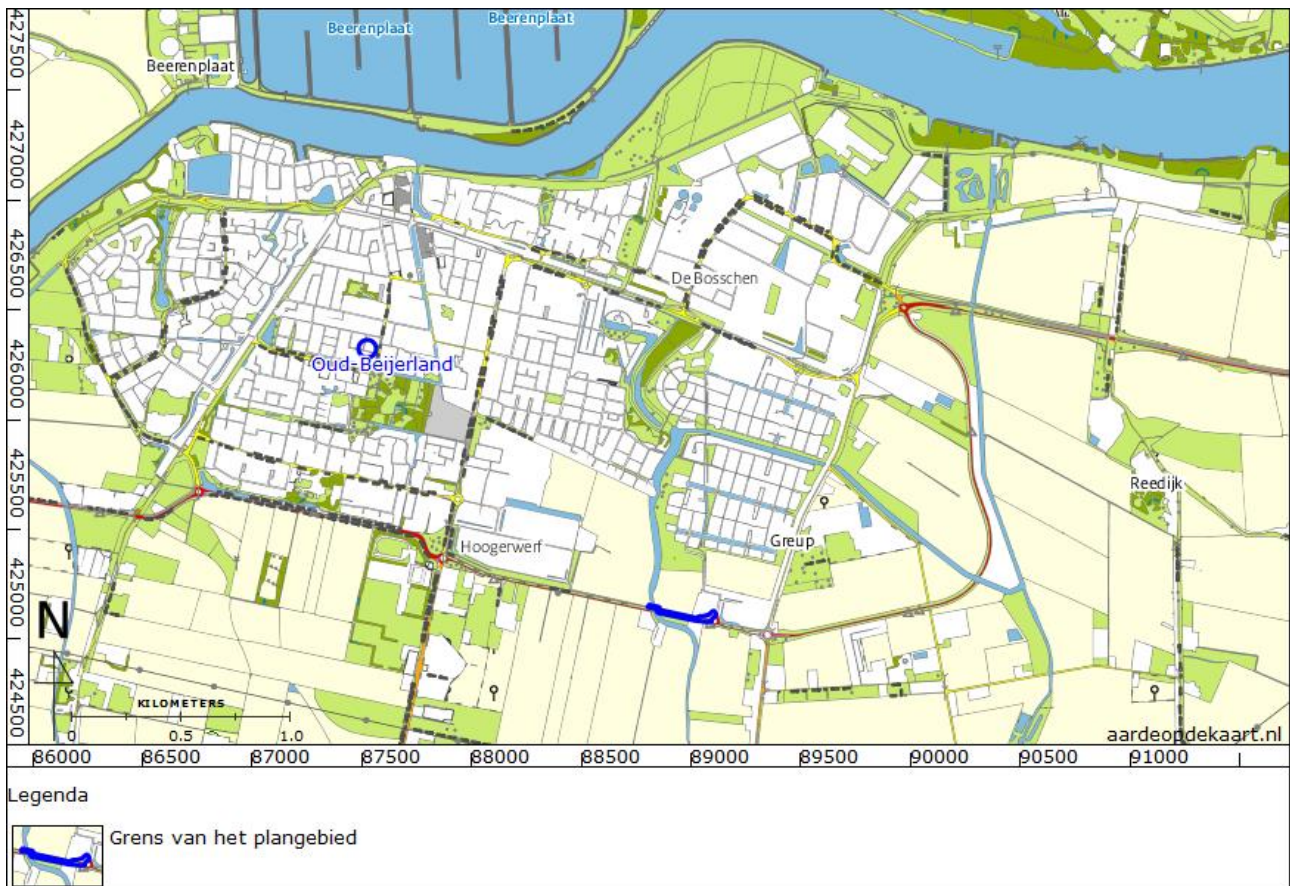 Beerenplaat
Beerenplaat
Beerenplaat
De Bosschen
Oud-Beijerland
Reedijk
Hoogerwerf
Greup
N
KILOMETERS
0 0.5 1.0
aardeopdekaart.nl
427500
427000
426500
426000
425500
425000
424500
86000 86500 87000 87500 88000 88500 89000 89500 90000 90500 91000
Legenda
Grens van het plangebied